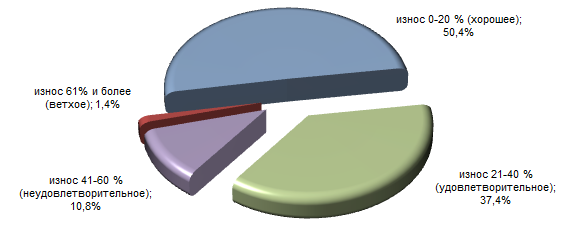 износ 0-20 % (хорошее);
50,4%
износ 61% и более
(ветхое); 1,4%
износ 41-60 %
(неудовлетворительное);
10,8%
износ 21-40 %
(удовлетворительное);
37,4%